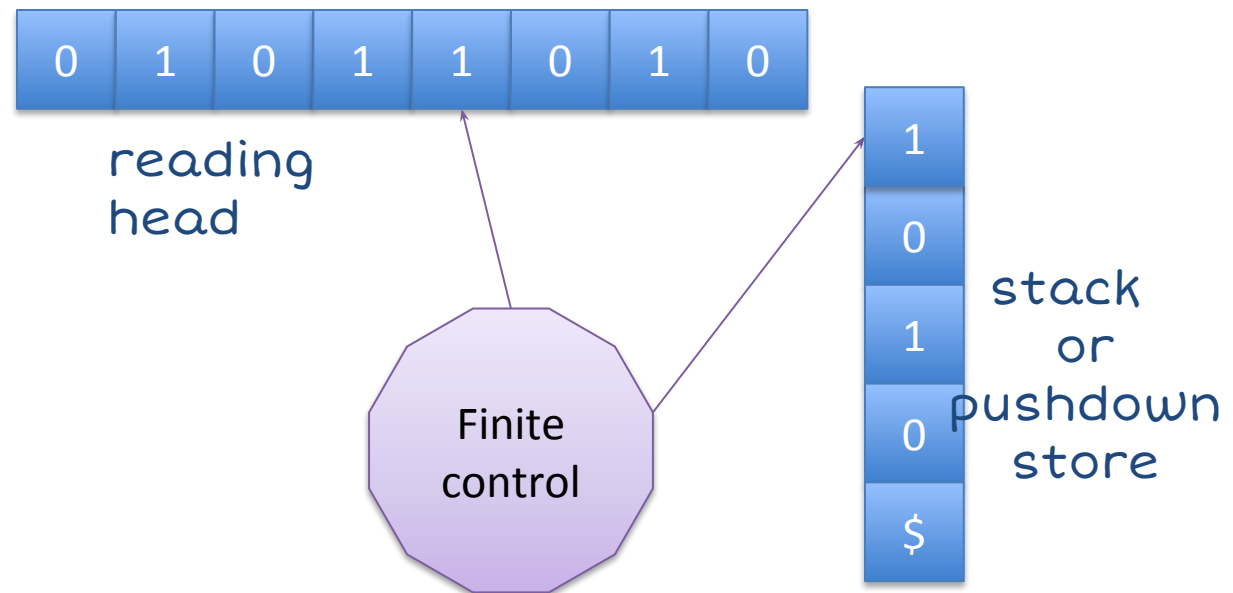 0 1 0 1 1 0 1 0
reading
head
Finite
control
1
0
1
0
$
stack
or
pushdown
store